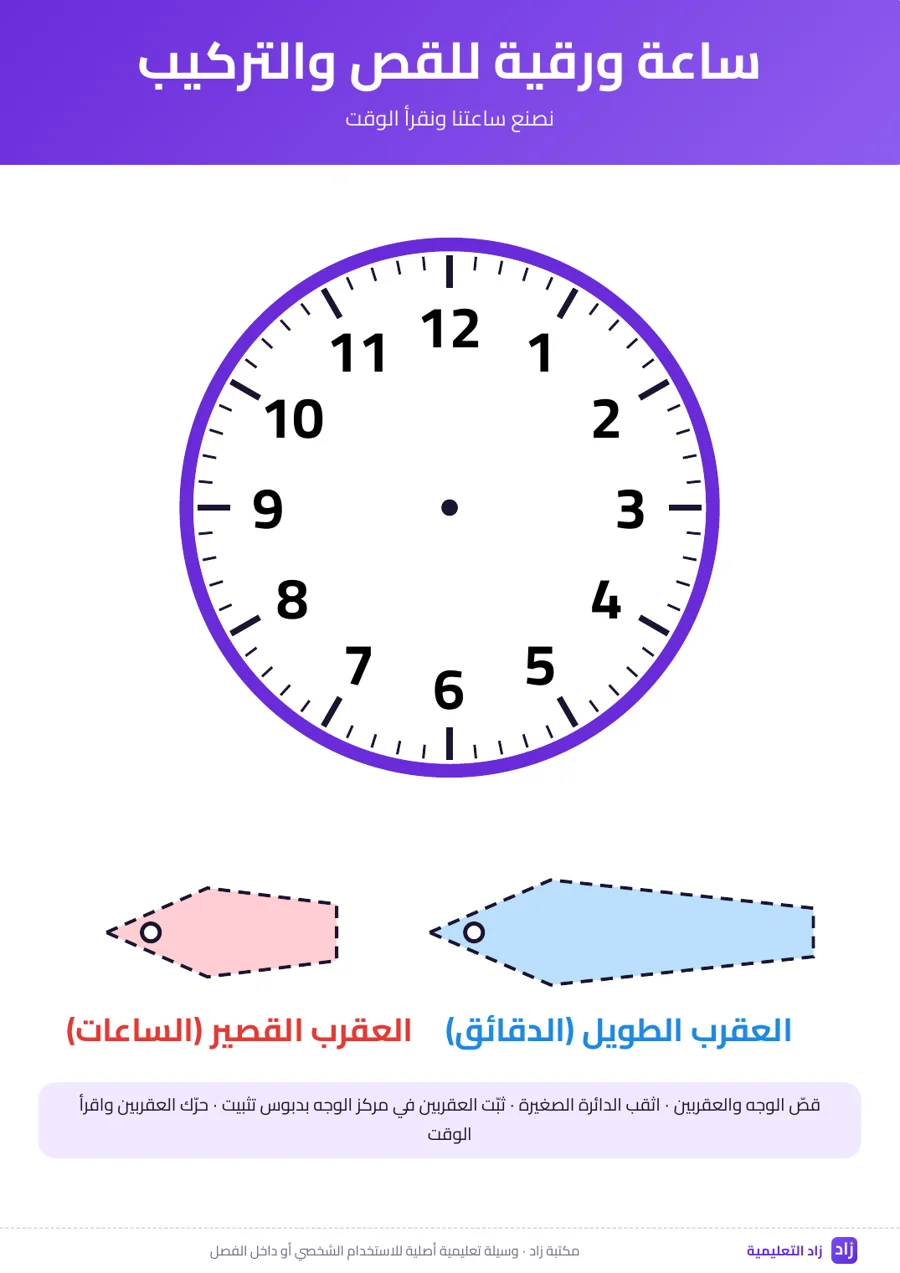 ساعة ورقية للقص والتركيب
نصنع ساعتنا ونقرأ الوقت
12
11
1
10
2
9
3
8
4
7
5
6
العقرب الطويل (الدقائق)
العقرب القصير (الساعات)
قصّ الوجه والعقربين · اثقب الدائرة الصغيرة · ثبّت العقربين في مركز الوجه بدبوس تثبيت · حرّك العقربين واقرأ
الوقت
زاد
زاد التعليمية
مكتبة زاد · وسيلة تعليمية أصلية للاستخدام الشخصي أو داخل الفصل